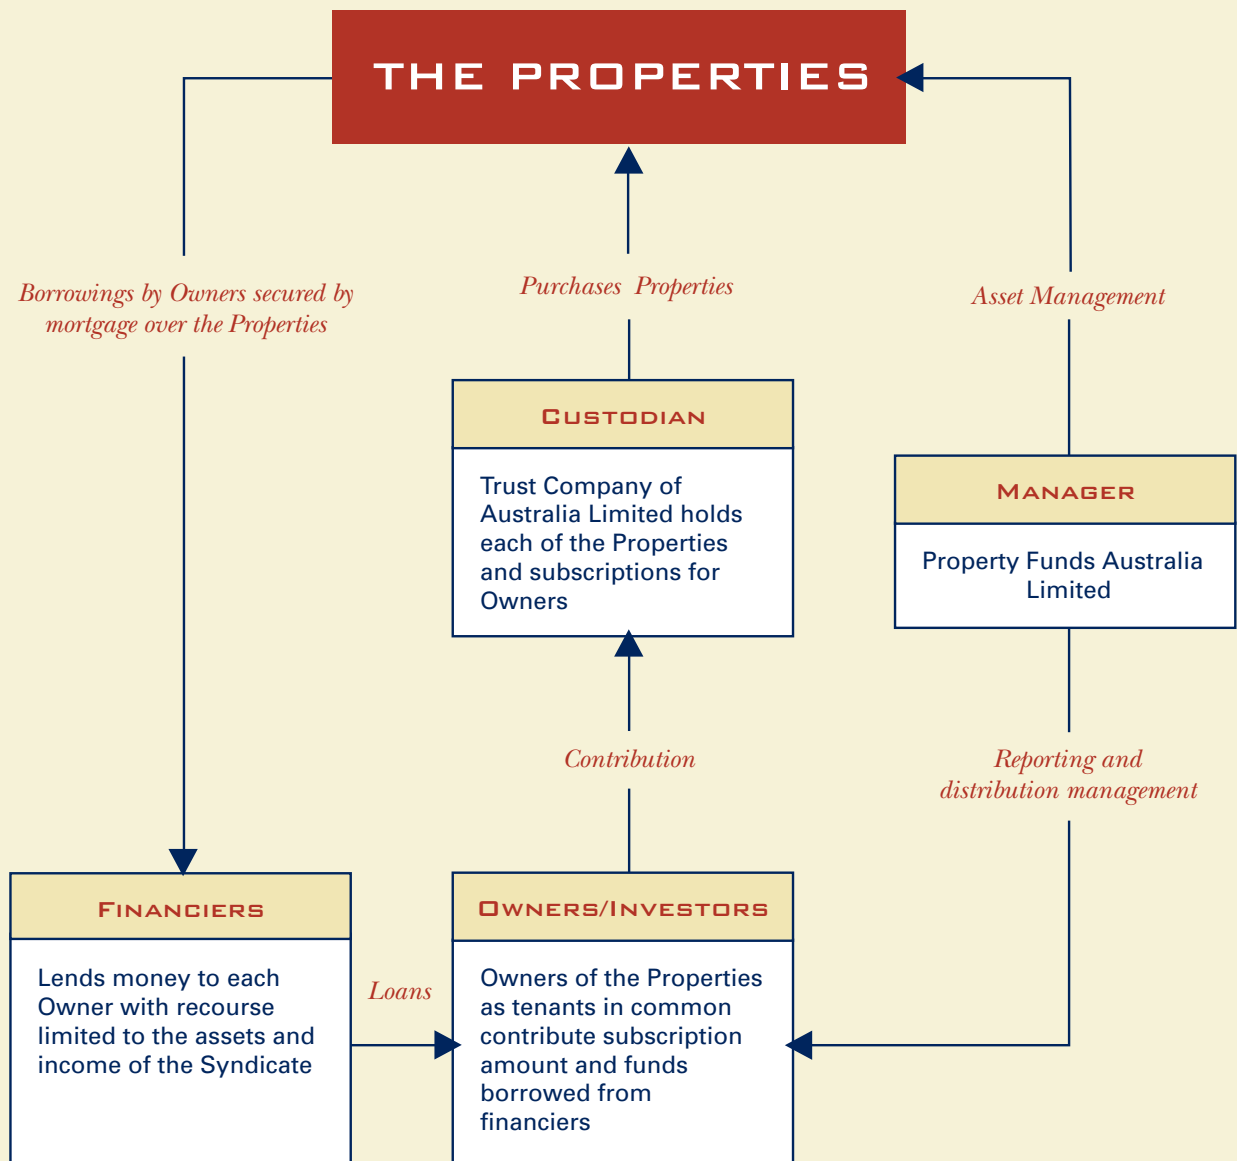 THE PROPERTIES
Borrowings by Owners secured by
mortgage over the Properties
Purchases Properties
Asset Management
CUSTODIAN
Trust Company of
Australia Limited holds
each of the Properties
and subscriptions for
Owners
MANAGER
Property Funds Australia
Limited
Contribution
Reporting and
distribution management
FINANCIERS
Lends money to each
Owner with recourse
limited to the assets and
income of the Syndicate
Loans
OWNERS/INVESTORS
Owners of the Properties
as tenants in common
contribute subscription
amount and funds
borrowed from
financiers